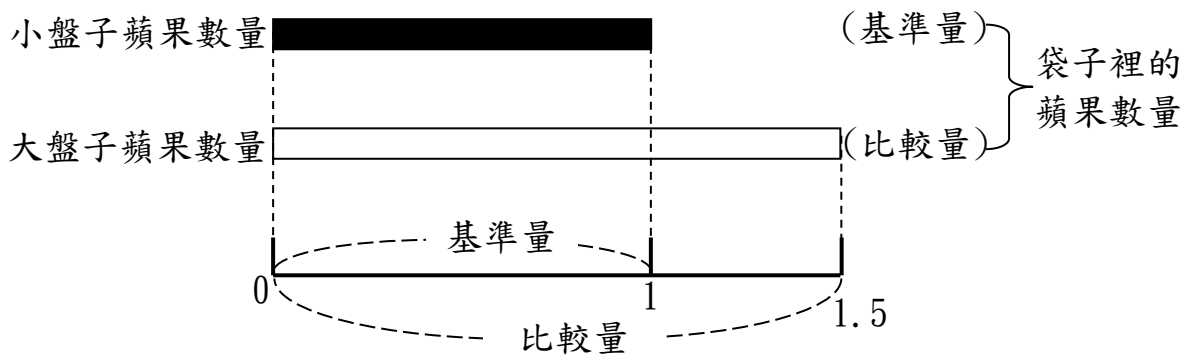 小盤子蘋果數量
(基準量)
袋子裡的
蘋果數量
大盤子蘋果數量
(比較量)
基準量
0
1
1.5
比較量